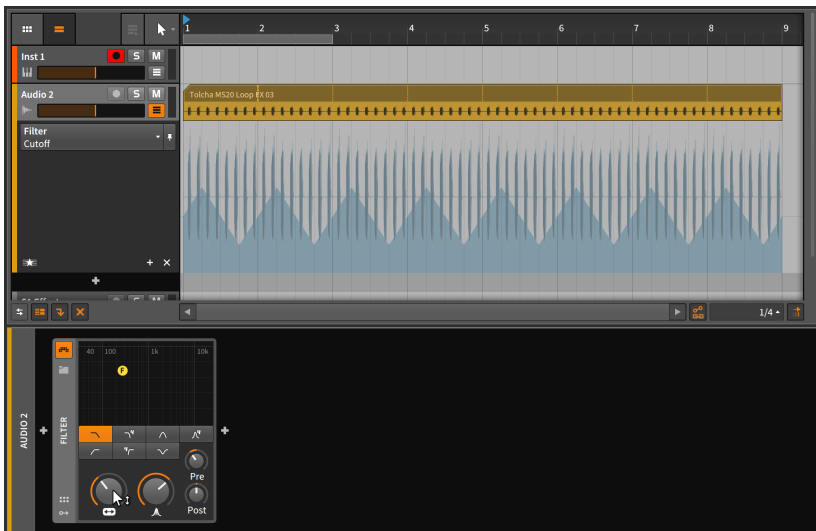 1 2 3 4 5 6 7 8 9
Inst 1 S M
Audio 2 S M
Tolcha MS20 Loop FX 03
Filter
Cutoff
S M
1/4
40 100 1k 10k
F
AUDIO 2
FILTER
Pre
Post